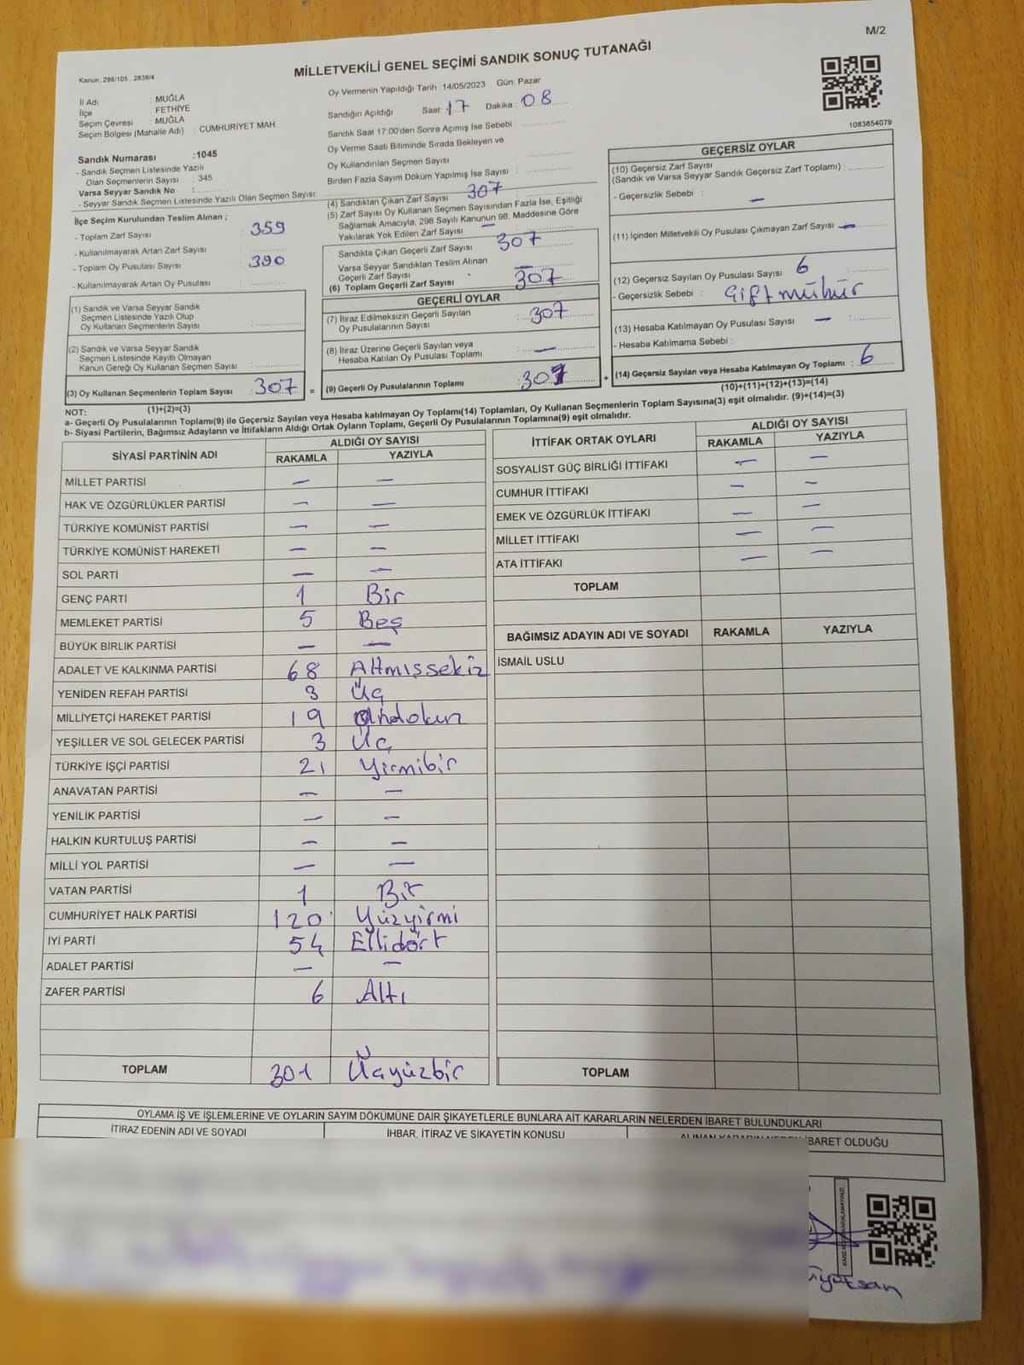 M/2
Kanun: 298/105, 2839/4
MİLLETVEKİLİ GENEL SEÇİMİ SANDIK SONUÇ TUTANAĞI
İl Adı : MUĞLA
İlçe : FETHİYE
Seçim Çevresi : MUĞLA
Seçim Bölgesi (Mahalle Adı) : CUMHURİYET MAH.
Sandık Numarası :1045
- Sandık Seçmen Listesinde Yazılı
Olan Seçmenlerin Sayısı : 345
Varsa Seyyar Sandık No :
- Seyyar Sandık Seçmen Listesinde Yazılı Olan Seçmen Sayısı:
Oy Vermenin Yapıldığı Tarih 14/05/2023 Gün: Pazar
Sandığın Açıldığı Saat: 17 Dakika: 08
Sandık Saat 17:00'den Sonra Açılmış İse Sebebi
Oy Verme Saati Bitiminde Sırada Bekleyen ve
Oy Kullandırılan Seçmen Sayısı
Birden Fazla Sayım Döküm Yapılmış İse Sayısı
1083654079
İlçe Seçim Kurulundan Teslim Alınan ;
- Toplam Zarf Sayısı : 359
- Kullanılmayarak Artan Zarf Sayısı :
- Toplam Oy Pusulası Sayısı : 390
- Kullanılmayarak Artan Oy Pusulası :
(1) Sandık ve Varsa Seyyar Sandık
Seçmen Listesinde Yazılı Olup
Oy Kullanan Seçmenlerin Sayısı :
(2) Sandık ve Varsa Seyyar Sandık
Seçmen Listesinde Kayıtlı Olmayan
Kanun Gereği Oy Kullanan Seçmen Sayısı :
(3) Oy Kullanan Seçmenlerin Toplam Sayısı : 307
(1)+(2)=(3)
(4) Sandıktan Çıkan Zarf Sayısı : 307
(5) Zarf Sayısı Oy Kullanan Seçmen Sayısından Fazla İse, Eşitliği
Sağlamak Amacıyla, 298 Sayılı Kanunun 98. Maddesine Göre
Yakılarak Yok Edilen Zarf Sayısı : —
Sandıkta Çıkan Geçerli Zarf Sayısı : 307
Varsa Seyyar Sandıktan Teslim Alınan
Geçerli Zarf Sayısı : —
(6) Toplam Geçerli Zarf Sayısı : 307
GEÇERLİ OYLAR
(7) İtiraz Edilmeksizin Geçerli Sayılan
Oy Pusulalarının Sayısı : 307
(8) İtiraz Üzerine Geçerli Sayılan veya
Hesaba Katılan Oy Pusulası Toplamı : —
(9) Geçerli Oy Pusulalarının Toplamı :
GEÇERSİZ OYLAR
(10) Geçersiz Zarf Sayısı
(Sandık ve Varsa Seyyar Sandık Geçersiz Zarf Toplamı) :
- Geçersizlik Sebebi : —
(11) İçinden Milletvekili Oy Pusulası Çıkmayan Zarf Sayısı : —
(12) Geçersiz Sayılan Oy Pusulası Sayısı : 6
- Geçersizlik Sebebi : Çift mühür
(13) Hesaba Katılmayan Oy Pusulası Sayısı : —
- Hesaba Katılmama Sebebi :
(14) Geçersiz Sayılan veya Hesaba Katılmayan Oy Toplamı : 6
(10)+(11)+(12)+(13)=(14)
NOT:
a- Geçerli Oy Pusulalarının Toplamı(9) ile Geçersiz Sayılan veya Hesaba katılmayan Oy Toplamı(14) Toplamları, Oy Kullanan Seçmenlerin Toplam Sayısına(3) eşit olmalıdır. (9)+(14)=(3)
b- Siyasi Partilerin, Bağımsız Adayların ve İttifakların Aldığı Ortak Oyların Toplamı, Geçerli Oy Pusulalarının Toplamına(9) eşit olmalıdır.
SİYASİ PARTİNİN ADI ALDIĞI OY SAYISI
RAKAMLA YAZIYLA
MİLLET PARTİSİ — —
HAK VE ÖZGÜRLÜKLER PARTİSİ — —
TÜRKİYE KOMÜNİST PARTİSİ — —
TÜRKİYE KOMÜNİST HAREKETİ — —
SOL PARTİ — —
GENÇ PARTİ 1 Bir
MEMLEKET PARTİSİ 5 Beş
BÜYÜK BİRLİK PARTİSİ — —
ADALET VE KALKINMA PARTİSİ 68 Altmışsekiz
YENİDEN REFAH PARTİSİ 3 Üç
MİLLİYETÇİ HAREKET PARTİSİ 19 Ondokuz
YEŞİLLER VE SOL GELECEK PARTİSİ 3 Üç
TÜRKİYE İŞÇİ PARTİSİ 21 Yirmibir
ANAVATAN PARTİSİ — —
YENİLİK PARTİSİ — —
HALKIN KURTULUŞ PARTİSİ — —
MİLLİ YOL PARTİSİ — —
VATAN PARTİSİ 1 Bir
CUMHURİYET HALK PARTİSİ 120 Yüzyirmi
İYİ PARTİ 54 Ellidört
ADALET PARTİSİ — —
ZAFER PARTİSİ 6 Altı
TOPLAM 301 Üçyüzbir
İTTİFAK ORTAK OYLARI ALDIĞI OY SAYISI
RAKAMLA YAZIYLA
SOSYALİST GÜÇ BİRLİĞİ İTTİFAKI — —
CUMHUR İTTİFAKI — —
EMEK VE ÖZGÜRLÜK İTTİFAKI — —
MİLLET İTTİFAKI — —
ATA İTTİFAKI — —
TOPLAM
BAĞIMSIZ ADAYIN ADI VE SOYADI RAKAMLA YAZIYLA
İSMAİL USLU
TOPLAM
OYLAMA İŞ VE İŞLEMLERİNE VE OYLARIN SAYIM DÖKÜMÜNE DAİR ŞİKAYETLERLE BUNLARA AİT KARARLARIN NELERDEN İBARET BULUNDUKLARI
İTİRAZ EDENİN ADI VE SOYADI İHBAR, İTİRAZ VE ŞİKAYETİN KONUSU İBARET OLDUĞU